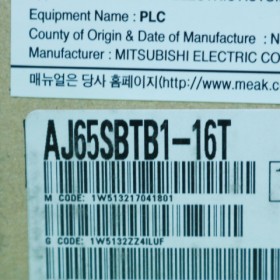 Equipment Name : PLC
County of Origin & Date of Manufacture : N
Manufacturer : MITSUBISHI ELECTRIC CO
매뉴얼은 당사 홈페이지(http://www.meak.co
AJ65SBTB1-16T
M CODE: 1W513217041801
G CODE: 1W5132ZZ4ILUF